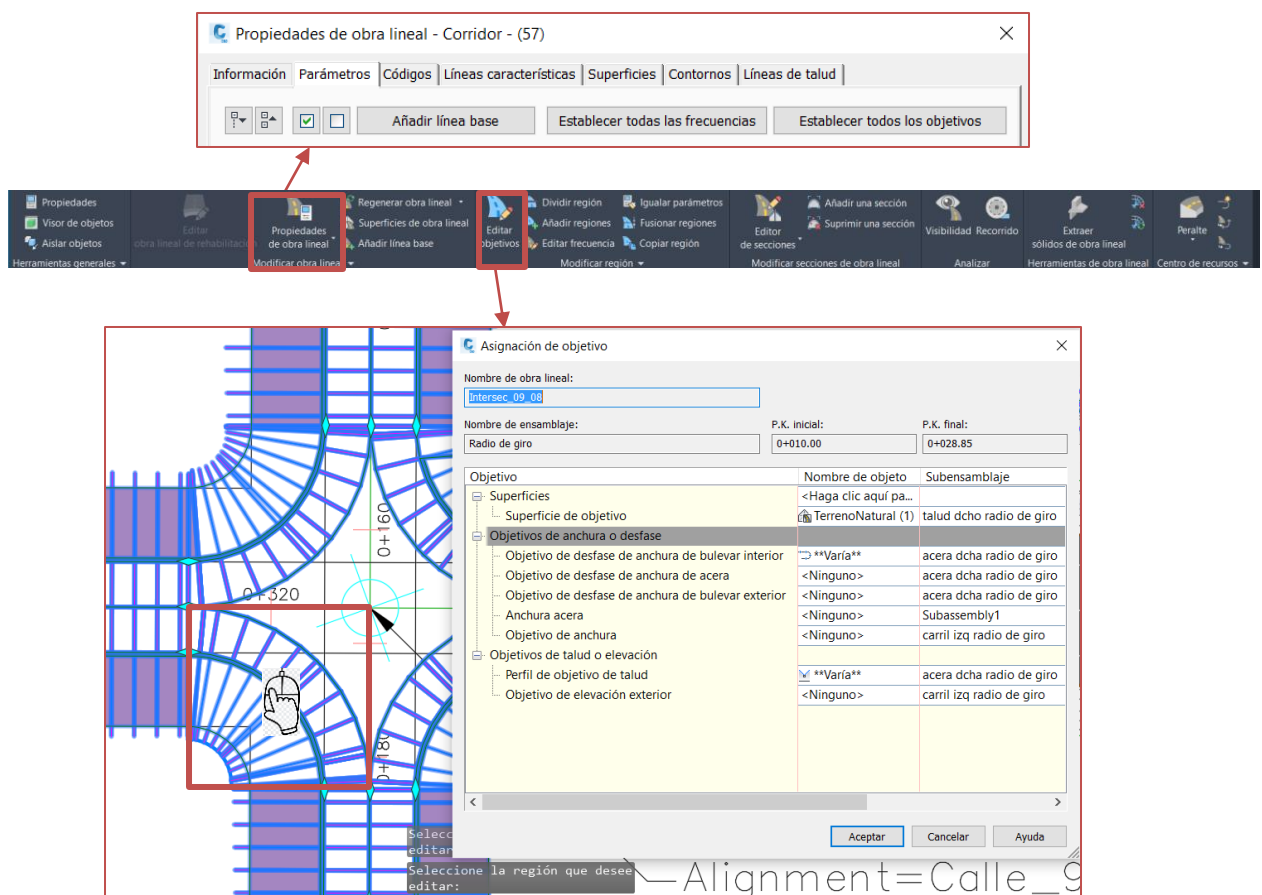 Propiedades de obra lineal - Corridor - (57)
Información Parámetros Códigos Líneas características Superficies Contornos Líneas de talud
Añadir línea base Establecer todas las frecuencias Establecer todos los objetivos
Propiedades
Visor de objetos
Aislar objetos
Herramientas generales
Editar
obra lineal de rehabilitación
Propiedades
de obra lineal
Regenerar obra lineal
Superficies de obra lineal
Añadir línea base
Modificar obra lineal
Editar
objetivos
Dividir región
Añadir regiones
Editar frecuencia
Igualar parámetros
Fusionar regiones
Copiar región
Modificar región
Editor
de secciones
Añadir una sección
Suprimir una sección
Modificar secciones de obra lineal
Visibilidad Recorrido
Analizar
Extraer
sólidos de obra lineal
Herramientas de obra lineal
Peralte
Centro de recursos
Asignación de objetivo
Nombre de obra lineal:
Intersec_09_08
Nombre de ensamblaje: P.K. inicial: P.K. final:
Radio de giro 0+010.00 0+028.85
Objetivo Nombre de objeto Subensamblaje
Superficies <Haga clic aquí pa...
Superficie de objetivo TerrenoNatural (1) talud dcho radio de giro
Objetivos de anchura o desfase
Objetivo de desfase de anchura de bulevar interior **Varía** acera dcha radio de giro
Objetivo de desfase de anchura de acera <Ninguno> acera dcha radio de giro
Objetivo de desfase de anchura de bulevar exterior <Ninguno> acera dcha radio de giro
Anchura acera <Ninguno> Subassembly1
Objetivo de anchura <Ninguno> carril izq radio de giro
Objetivos de talud o elevación
Perfil de objetivo de talud **Varía** acera dcha radio de giro
Objetivo de elevación exterior <Ninguno> carril izq radio de giro
Aceptar Cancelar Ayuda
0+160
0+320
0+180
Selecc
editar
Seleccione la región que desee
editar:
Alignment=Calle_9